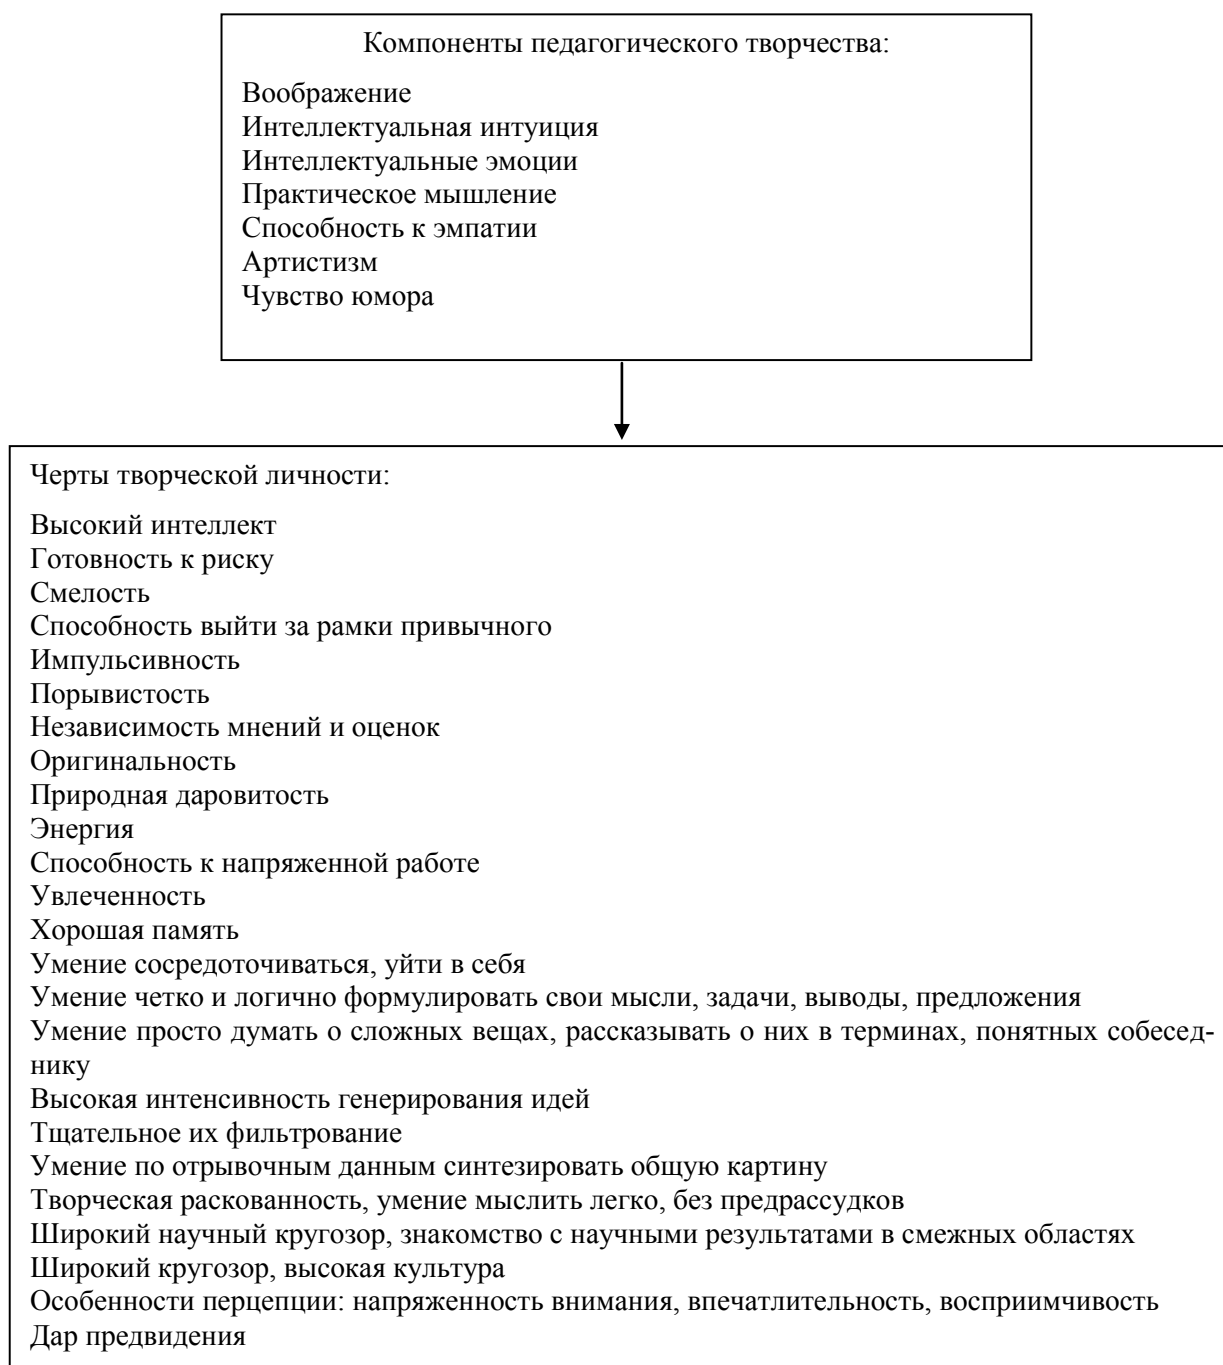 Компоненты педагогического творчества:
Воображение
Интеллектуальная интуиция
Интеллектуальные эмоции
Практическое мышление
Способность к эмпатии
Артистизм
Чувство юмора
Черты творческой личности:
Высокий интеллект
Готовность к риску
Смелость
Способность выйти за рамки привычного
Импульсивность
Порывистость
Независимость мнений и оценок
Оригинальность
Природная даровитость
Энергия
Способность к напряженной работе
Увлеченность
Хорошая память
Умение сосредоточиваться, уйти в себя
Умение четко и логично формулировать свои мысли, задачи, выводы, предложения
Умение просто думать о сложных вещах, рассказывать о них в терминах, понятных собесед-
нику
Высокая интенсивность генерирования идей
Тщательное их фильтрование
Умение по отрывочным данным синтезировать общую картину
Творческая раскованность, умение мыслить легко, без предрассудков
Широкий научный кругозор, знакомство с научными результатами в смежных областях
Широкий кругозор, высокая культура
Особенности перцепции: напряженность внимания, впечатлительность, восприимчивость
Дар предвидения